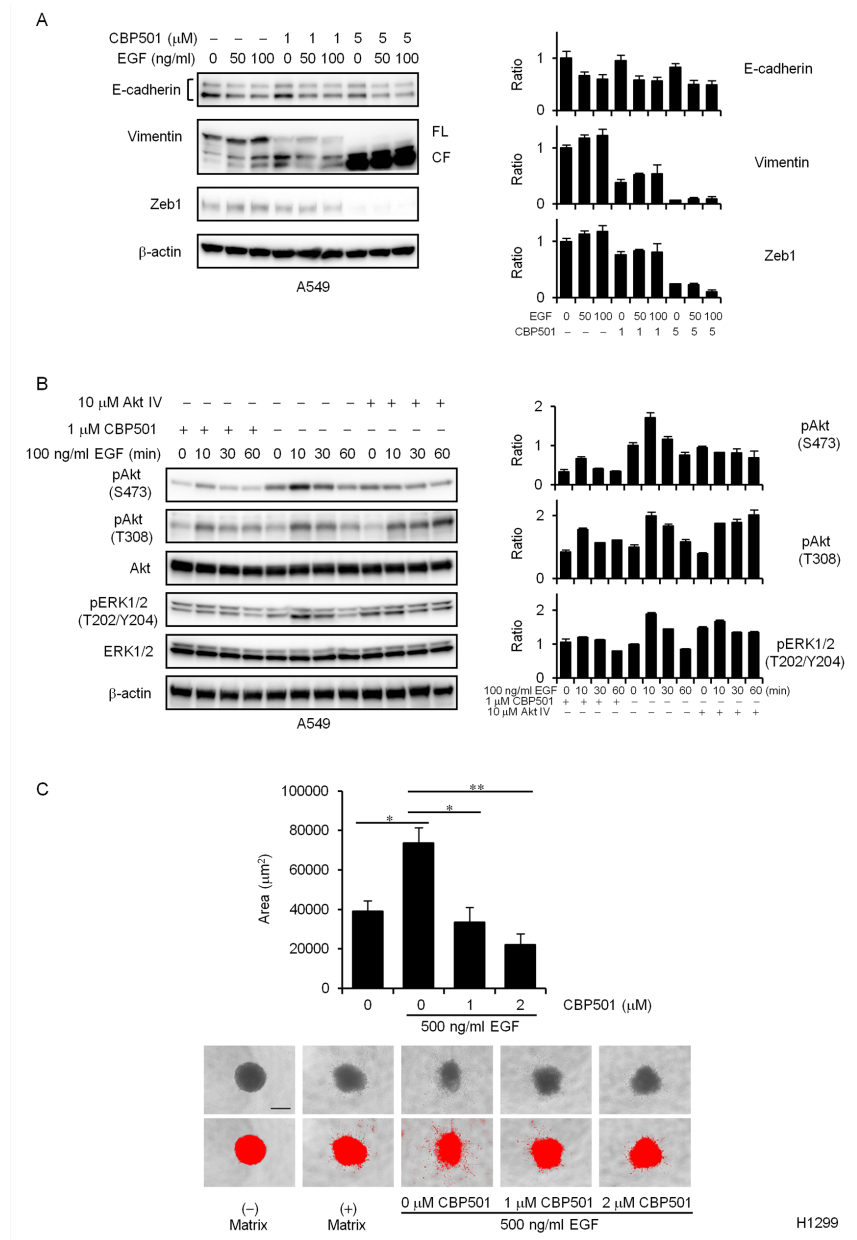 A
CBP501 (μM) – – – 1 1 1 5 5 5
EGF (ng/ml) 0 50 100 0 50 100 0 50 100
E-cadherin
Vimentin
FL
CF
Zeb1
β-actin
A549
Ratio
1
0
E-cadherin
Ratio
1
0
Vimentin
Ratio
1
0
Zeb1
EGF 0 50 100 0 50 100 0 50 100
CBP501 – – – 1 1 1 5 5 5
B
10 μM Akt IV – – – – – – – – + + + +
1 μM CBP501 + + + + – – – – – – – –
100 ng/ml EGF (min) 0 10 30 60 0 10 30 60 0 10 30 60
pAkt
(S473)
pAkt
(T308)
Akt
pERK1/2
(T202/Y204)
ERK1/2
β-actin
A549
Ratio
2
1
0
pAkt
(S473)
Ratio
2
1
0
pAkt
(T308)
Ratio
2
1
0
pERK1/2
(T202/Y204)
100 ng/ml EGF 0 10 30 60 0 10 30 60 0 10 30 60 (min)
1 μM CBP501 + + + + – – – – – – – –
10 μM Akt IV – – – – – – – – + + + +
C
Area (μm²)
100000
80000
60000
40000
20000
0
**
*
*
0 0 1 2 CBP501 (μM)
500 ng/ml EGF
(–)
Matrix
(+)
Matrix
0 μM CBP501 1 μM CBP501 2 μM CBP501
500 ng/ml EGF
H1299